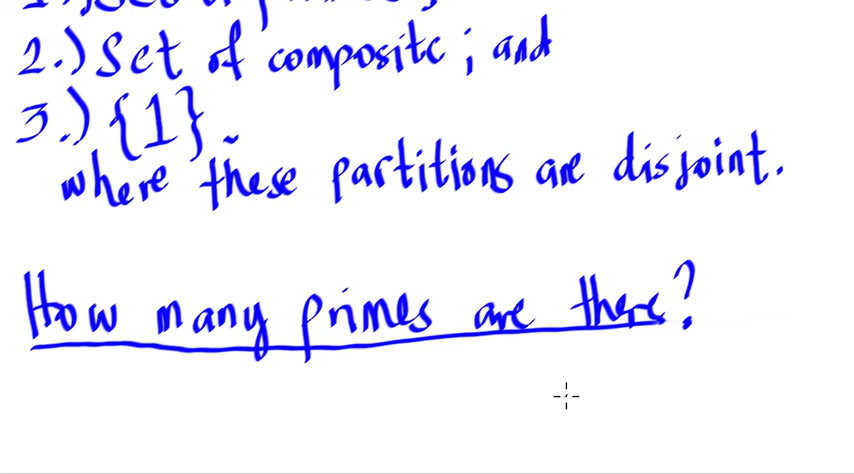 2.) Set of composite ; and
3.) {1}.
where these partitions are disjoint.
How many primes are there?